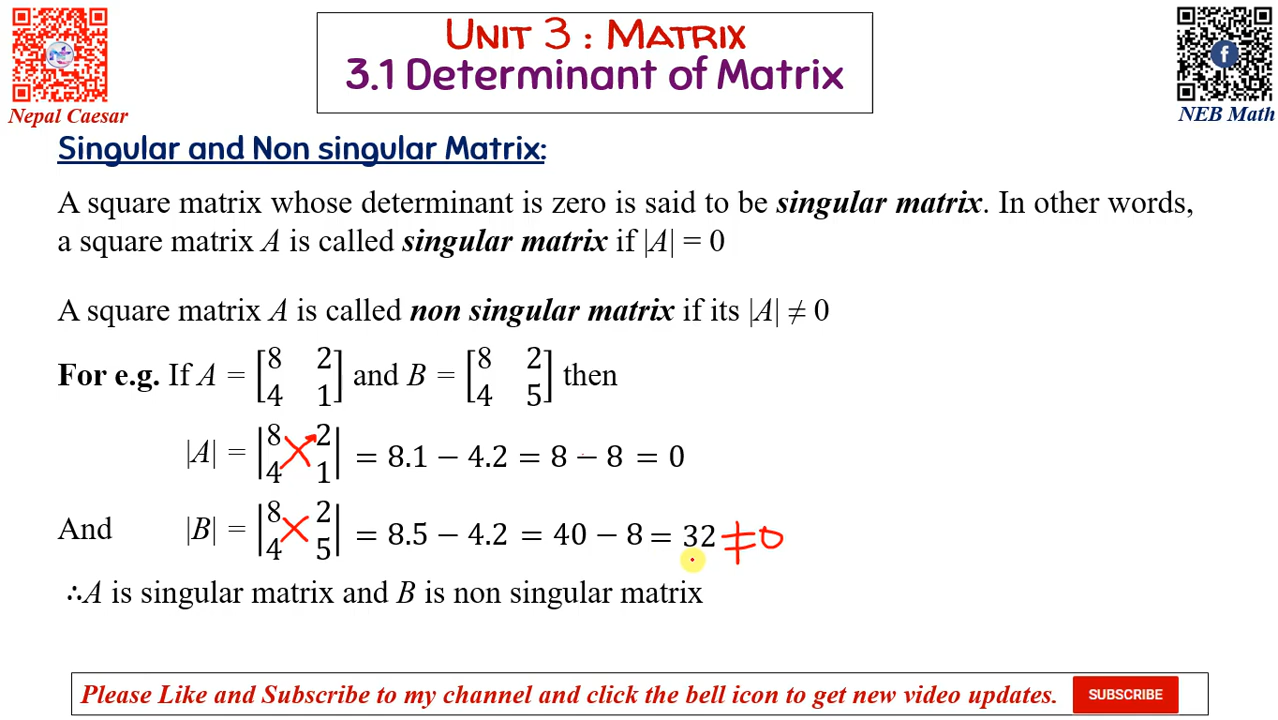 UNIT 3 : MATRIX
3.1 Determinant of Matrix
Nepal Caesar
NEB Math
Singular and Non singular Matrix:
A square matrix whose determinant is zero is said to be singular matrix. In other words,
a square matrix A is called singular matrix if |A| = 0
A square matrix A is called non singular matrix if its |A| ≠ 0
For e.g. If A = [8 2 4 1] and B = [8 2 4 5] then
|A| = |8 2 4 1| = 8.1 − 4.2 = 8 − 8 = 0
And |B| = |8 2 4 5| = 8.5 − 4.2 = 40 − 8 = 32 ≠ 0
∴A is singular matrix and B is non singular matrix
Please Like and Subscribe to my channel and click the bell icon to get new video updates. SUBSCRIBE